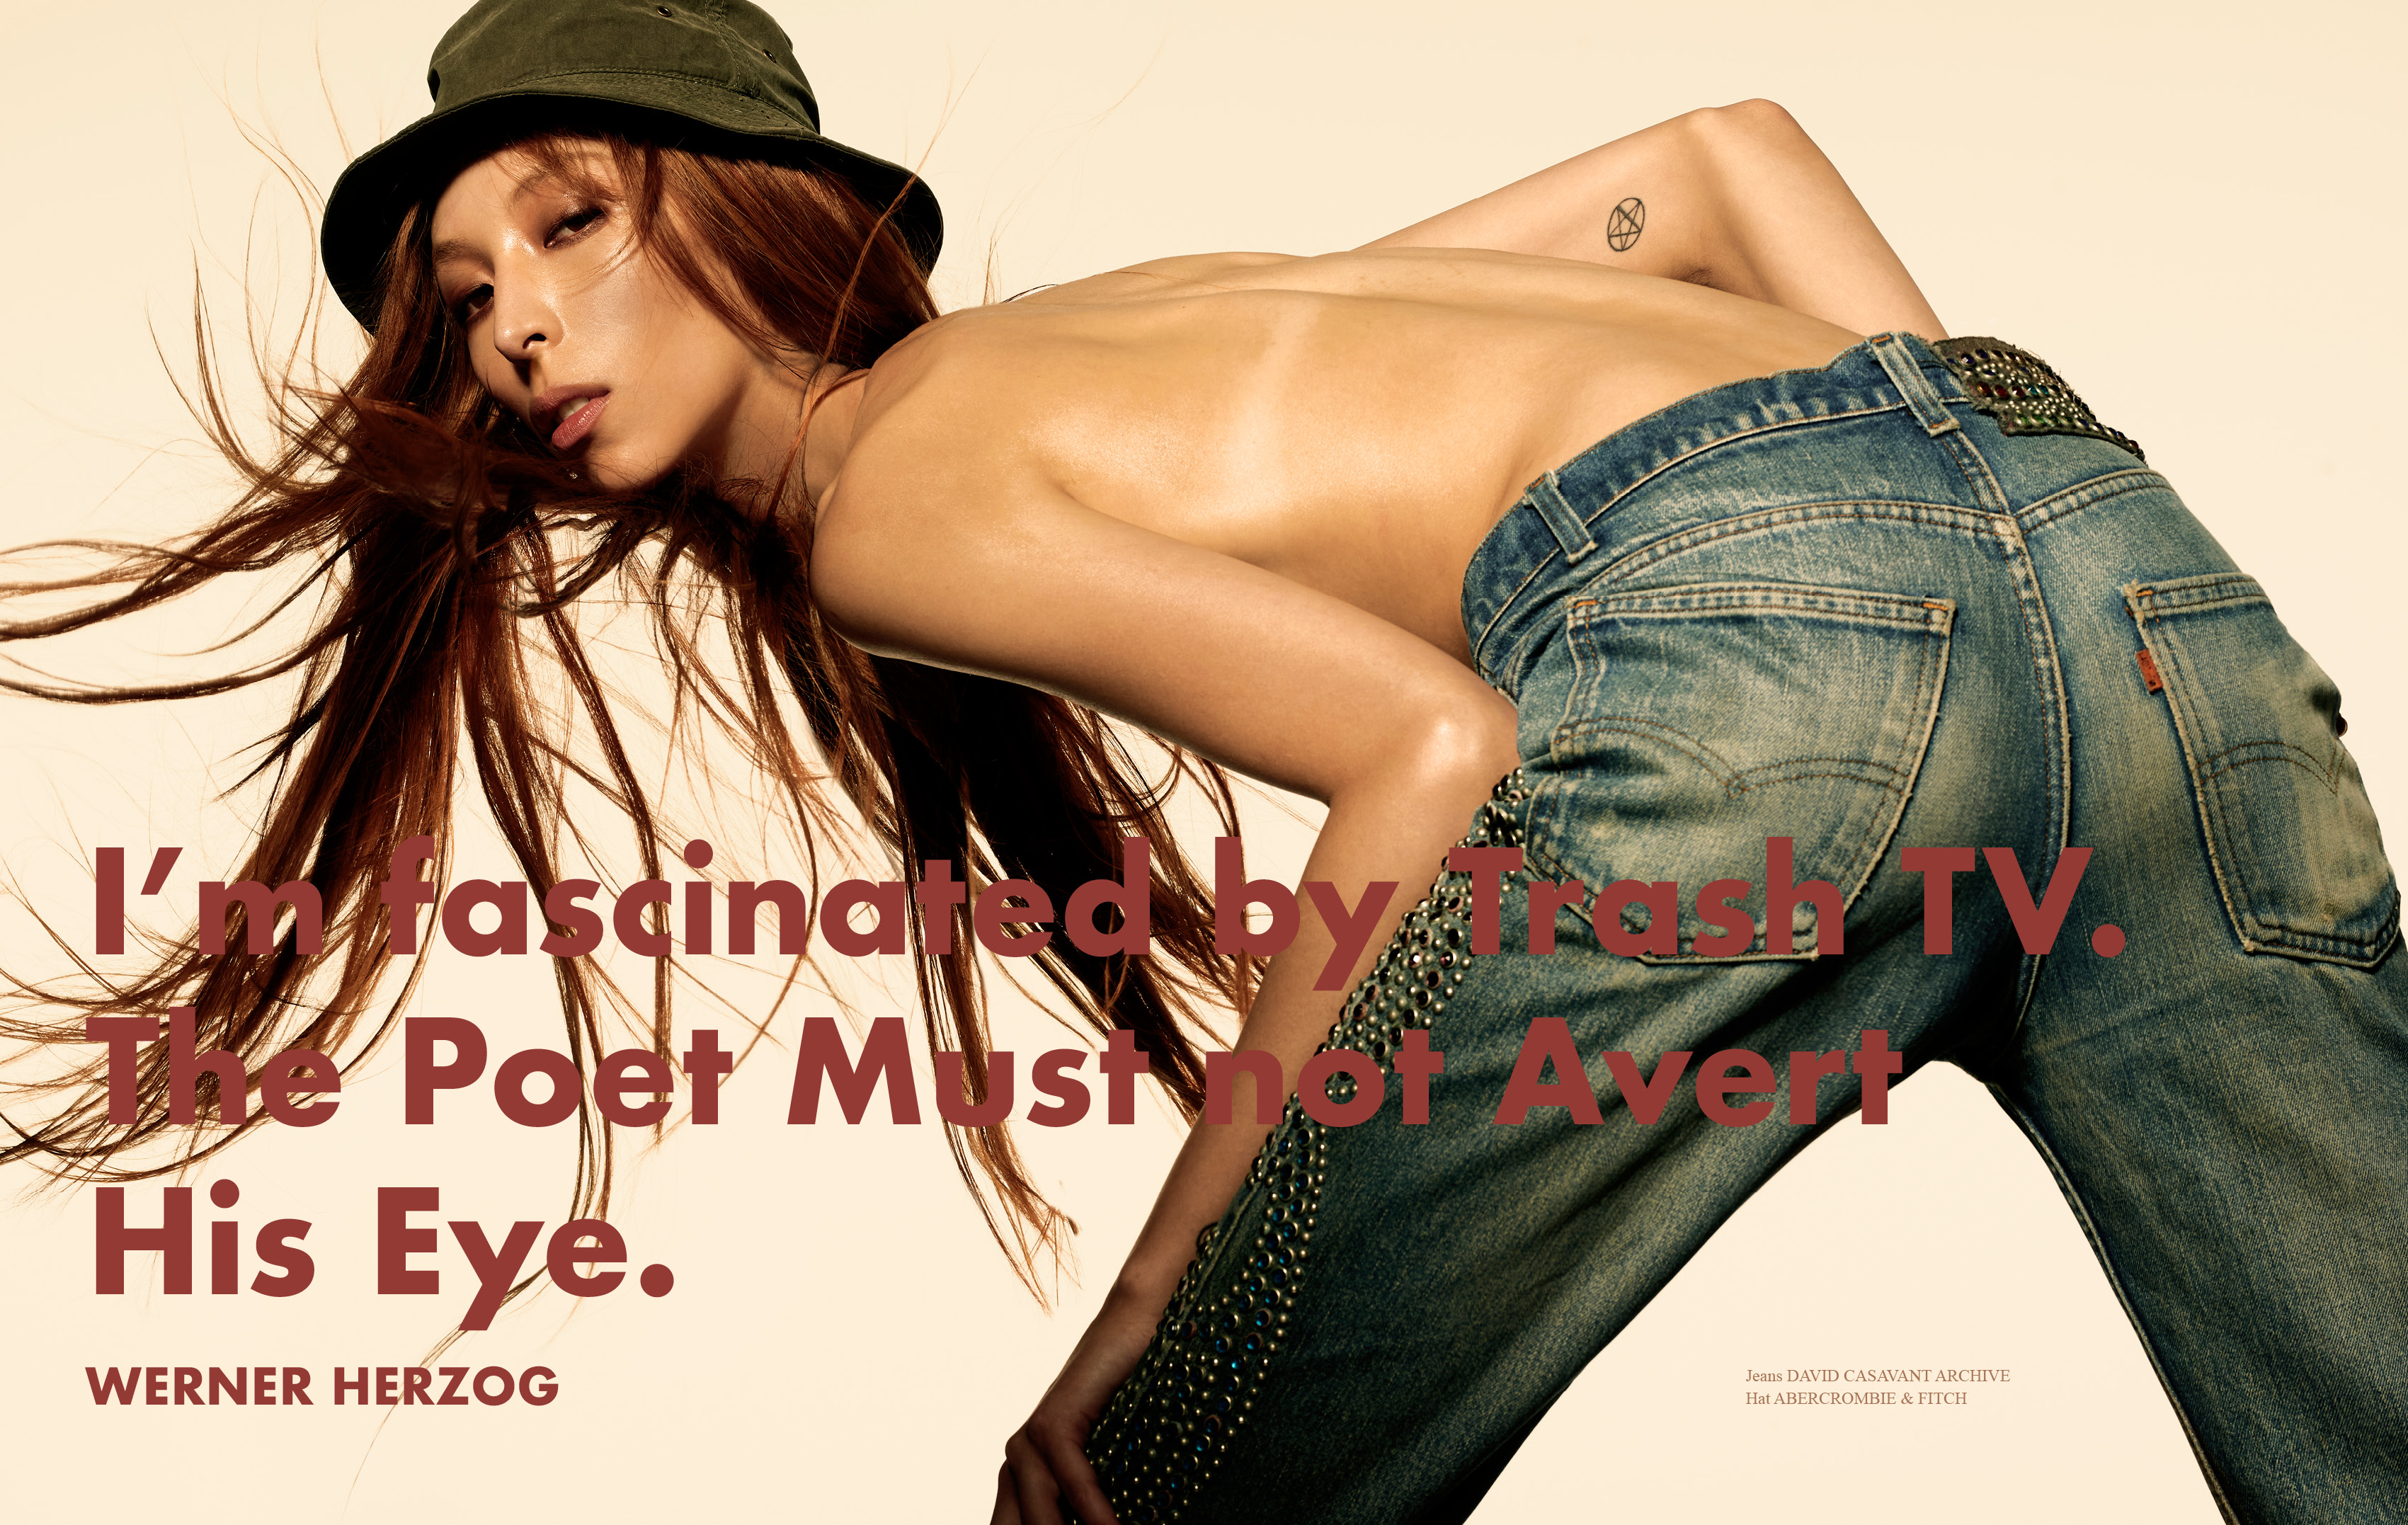 I’m fascinated by Trash TV.
The Poet Must not Avert
His Eye.
WERNER HERZOG
Jeans DAVID CASAVANT ARCHIVE
Hat ABERCROMBIE & FITCH